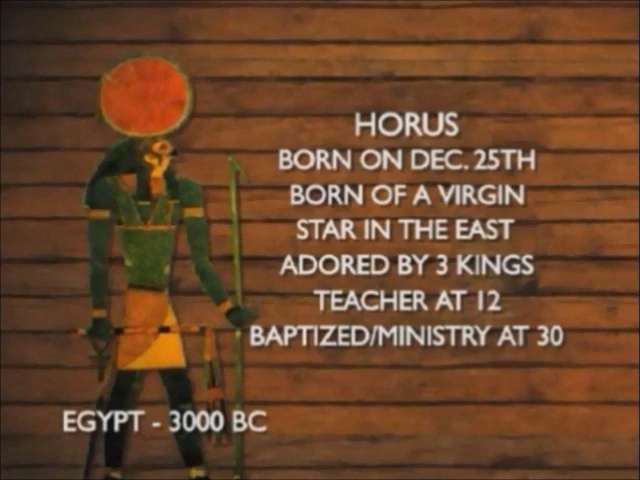 HORUS
BORN ON DEC. 25TH
BORN OF A VIRGIN
STAR IN THE EAST
ADORED BY 3 KINGS
TEACHER AT 12
BAPTIZED/MINISTRY AT 30
EGYPT - 3000 BC